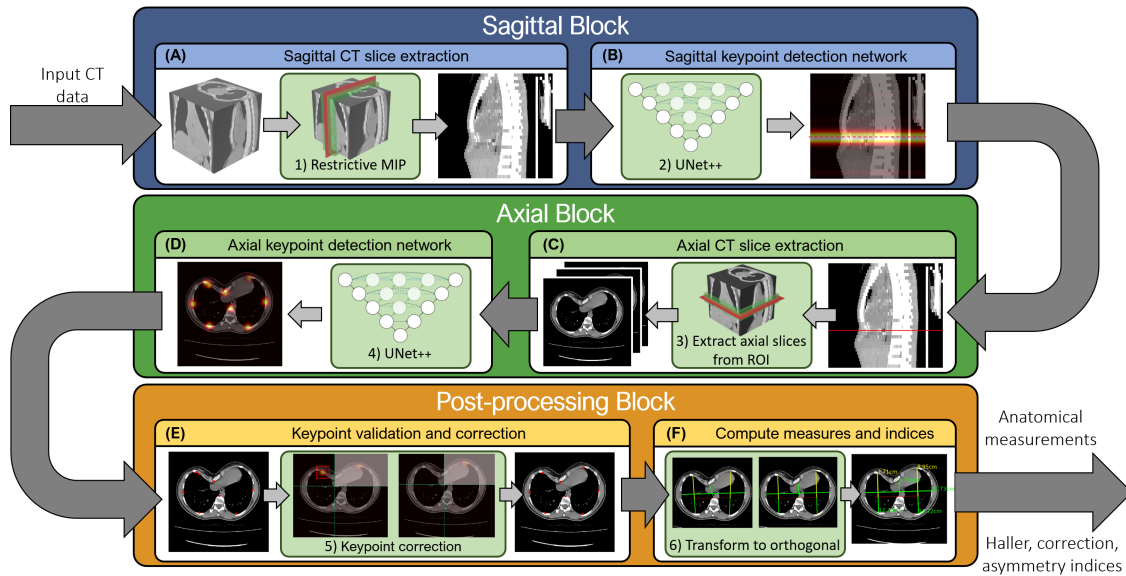 Sagittal Block
Input CT
data
(A) Sagittal CT slice extraction
1) Restrictive MIP
(B) Sagittal keypoint detection network
2) UNet++
Axial Block
(D) Axial keypoint detection network
4) UNet++
(C) Axial CT slice extraction
3) Extract axial slices
from ROI
Post-processing Block
(E) Keypoint validation and correction
5) Keypoint correction
(F) Compute measures and indices
6) Transform to orthogonal
Anatomical
measurements
Haller, correction,
asymmetry indices